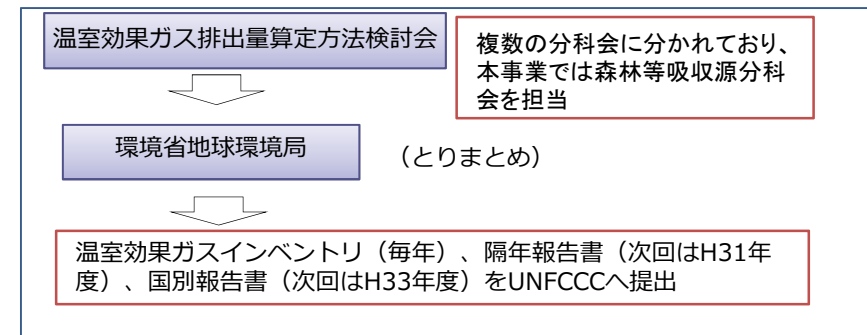 温室効果ガス排出量算定方法検討会
複数の分科会に分かれており、
本事業では森林等吸収源分科
会を担当
環境省地球環境局
(とりまとめ)
温室効果ガスインベントリ(毎年)、隔年報告書(次回はH31年
度)、国別報告書(次回はH33年度)をUNFCCCへ提出